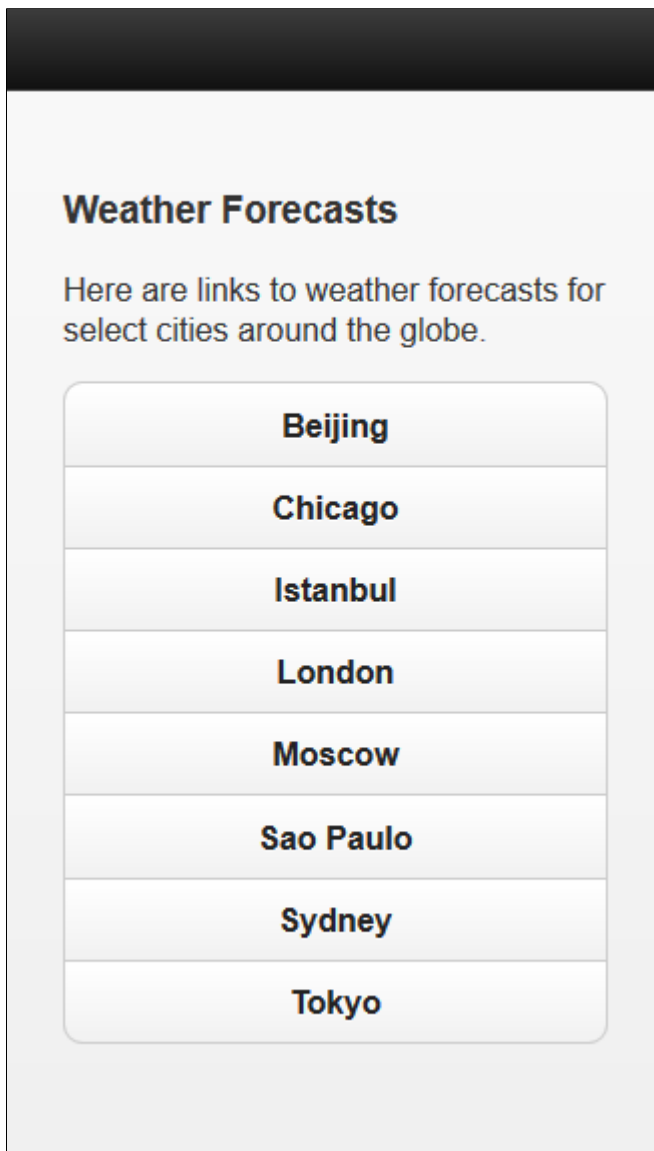 Weather Forecasts
Here are links to weather forecasts for
select cities around the globe.
Beijing
Chicago
Istanbul
London
Moscow
Sao Paulo
Sydney
Tokyo